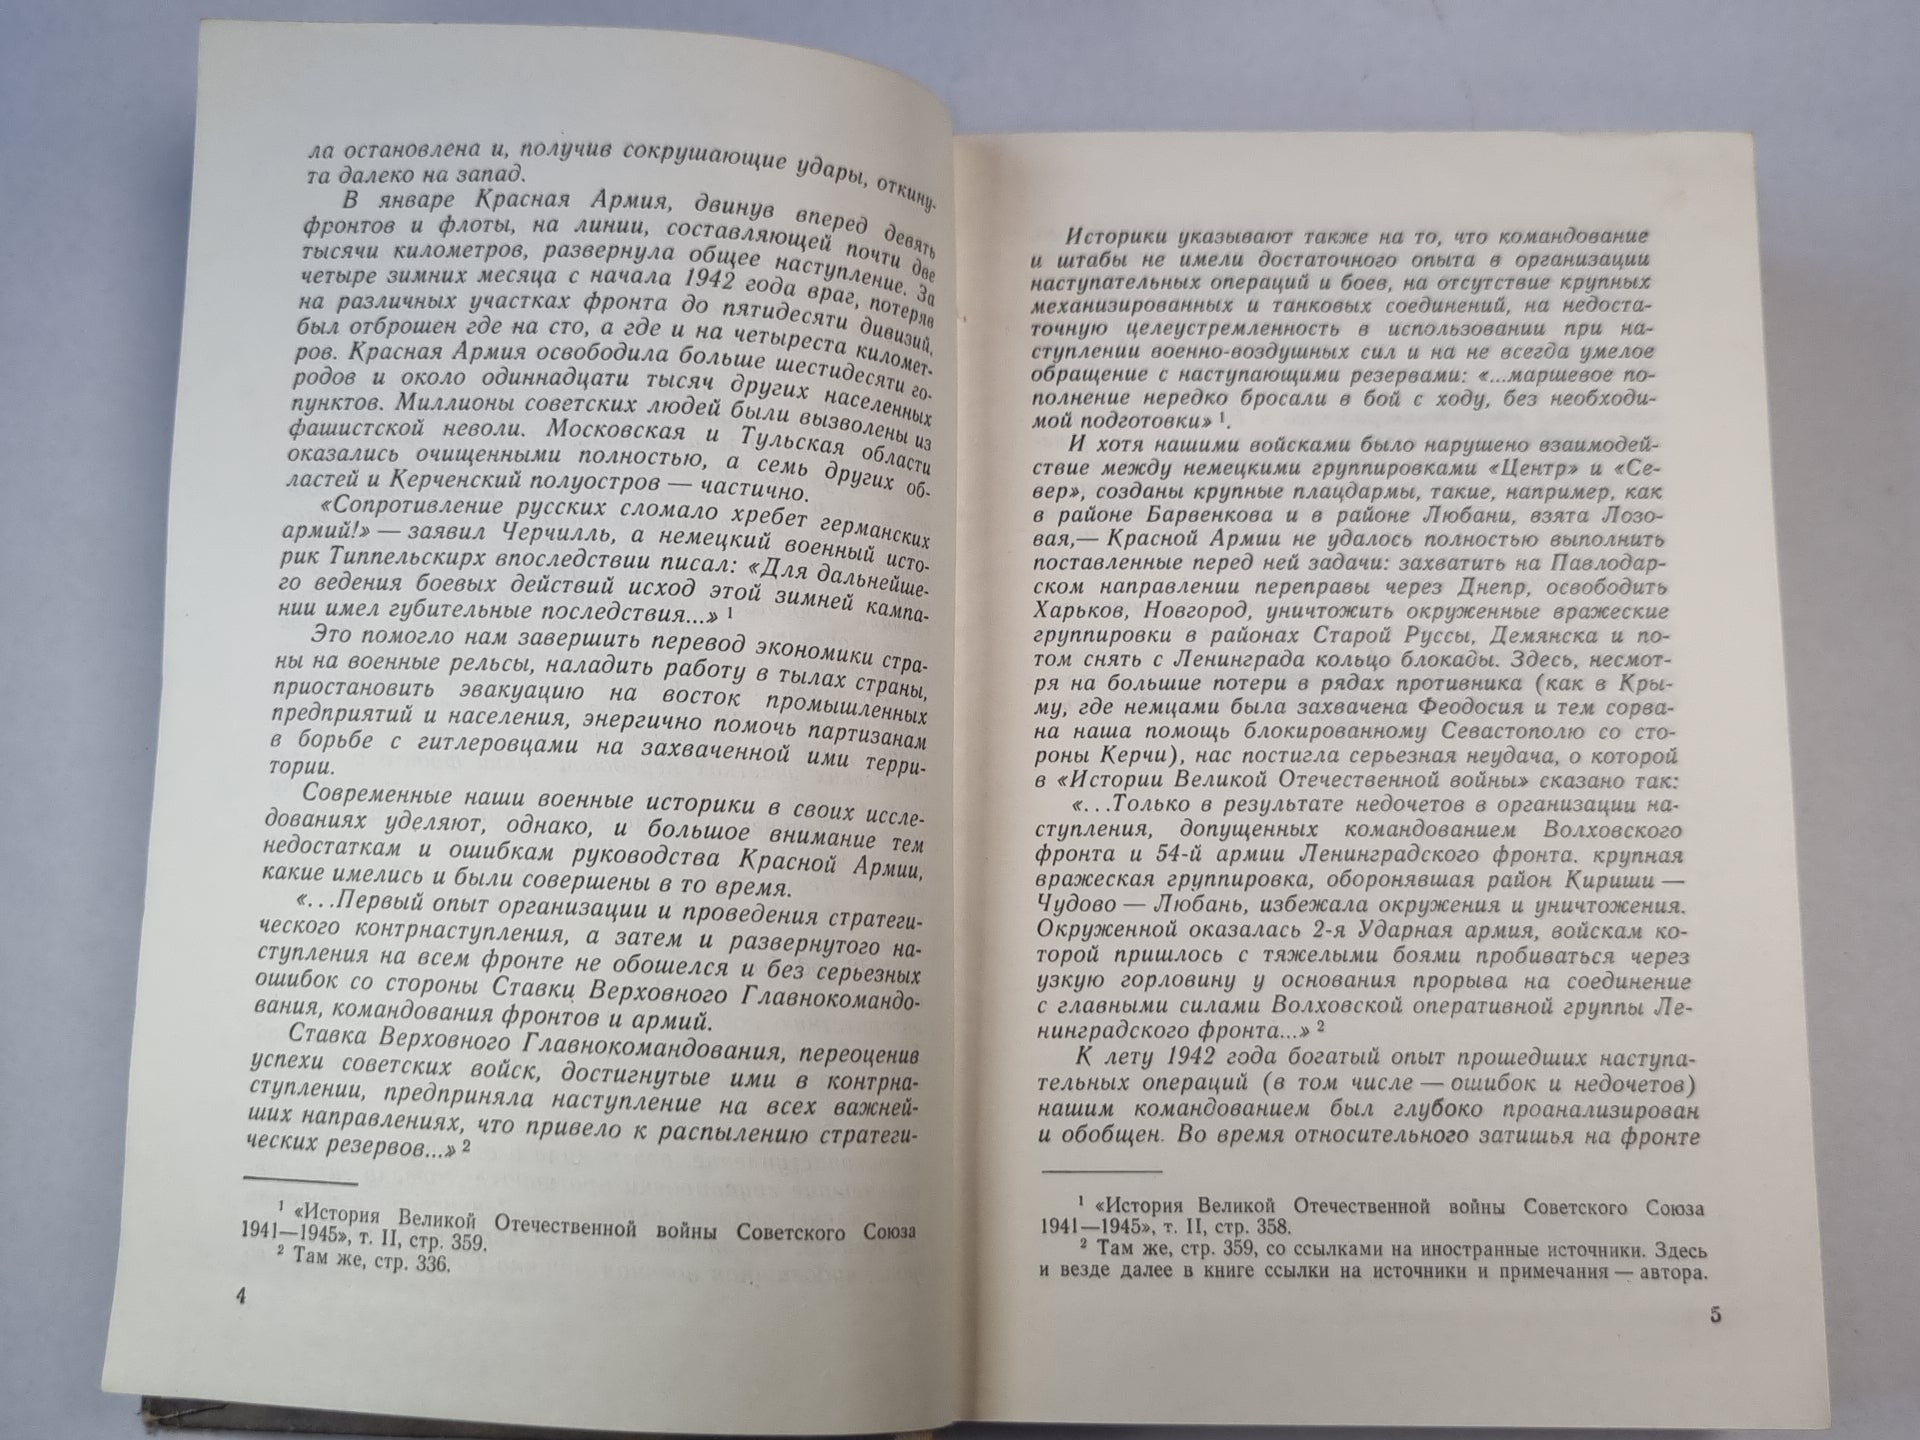 ла остановлена и, получив сокрушающие удары, откину-
та далеко на запад.
В январе Красная Армия, двинув вперед девять
фронтов и флоты, на линии, составляющей почти две
тысячи километров, развернула общее наступление. За
четыре зимних месяца с начала 1942 года враг, потеряв
на различных участках фронта до пятидесяти дивизий,
был отброшен где на сто, а где и на четыреста километ-
ров. Красная Армия освободила больше шестидесяти го-
родов и около одиннадцати тысяч других населенных
пунктов. Миллионы советских людей были вызволены из
фашистской неволи. Московская и Тульская области
оказались очищенными полностью, а семь других об-
ластей и Керченский полуостров — частично.
«Сопротивление русских сломало хребет германских
армий!» — заявил Черчилль, а немецкий военный исто-
рик Типпельскирх впоследствии писал: «Для дальнейше-
го ведения боевых действий исход этой зимней кампа-
нии имел губительные последствия...» 1
Это помогло нам завершить перевод экономики стра-
ны на военные рельсы, наладить работу в тылах страны,
приостановить эвакуацию на восток промышленных
предприятий и населения, энергично помочь партизанам
в борьбе с гитлеровцами на захваченной ими терри-
тории.
Современные наши военные историки в своих иссле-
дованиях уделяют, однако, и большое внимание тем
недостаткам и ошибкам руководства Красной Армии,
какие имелись и были совершены в то время.
«...Первый опыт организации и проведения стратеги-
ческого контрнаступления, а затем и развернутого на-
ступления на всем фронте не обошелся и без серьезных
ошибок со стороны Ставки Верховного Главнокомандо-
вания, командования фронтов и армий.
Ставка Верховного Главнокомандования, переоценив
успехи советских войск, достигнутые ими в контрна-
ступлении, предприняла наступление на всех важней-
ших направлениях, что привело к распылению стратеги-
ческих резервов...» 2
1 «История Великой Отечественной войны Советского Союза
1941—1945», т. II, стр. 359.
2 Там же, стр. 336.
4
Историки указывают также на то, что командование
и штабы не имели достаточного опыта в организации
наступательных операций и боев, на отсутствие крупных
механизированных и танковых соединений, на недоста-
точную целеустремленность в использовании при на-
ступлении военно-воздушных сил и на не всегда умелое
обращение с наступающими резервами: «...маршевое по-
полнение нередко бросали в бой с ходу, без необходи-
мой подготовки» 1.
И хотя нашими войсками было нарушено взаимодей-
ствие между немецкими группировками «Центр» и «Се-
вер», созданы крупные плацдармы, такие, например, как
в районе Барвенкова и в районе Любани, взята Лозо-
вая,— Красной Армии не удалось полностью выполнить
поставленные перед ней задачи: захватить на Павлодар-
ском направлении переправы через Днепр, освободить
Харьков, Новгород, уничтожить окруженные вражеские
группировки в районах Старой Руссы, Демянска и по-
том снять с Ленинграда кольцо блокады. Здесь, несмот-
ря на большие потери в рядах противника (как в Кры-
му, где немцами была захвачена Феодосия и тем сорва-
на наша помощь блокированному Севастополю со сто-
роны Керчи), нас постигла серьезная неудача, о которой
в «Истории Великой Отечественной войны» сказано так:
«...Только в результате недочетов в организации на-
ступления, допущенных командованием Волховского
фронта и 54-й армии Ленинградского фронта. крупная
вражеская группировка, оборонявшая район Кириши —
Чудово — Любань, избежала окружения и уничтожения.
Окруженной оказалась 2-я Ударная армия, войскам ко-
торой пришлось с тяжелыми боями пробиваться через
узкую горловину у основания прорыва на соединение
с главными силами Волховской оперативной группы Ле-
нинградского фронта...» 2
К лету 1942 года богатый опыт прошедших наступа-
тельных операций (в том числе — ошибок и недочетов)
нашим командованием был глубоко проанализирован
и обобщен. Во время относительного затишья на фронте
1 «История Великой Отечественной войны Советского Союза
1941—1945», т. II, стр. 358.
2 Там же, стр. 359, со ссылками на иностранные источники. Здесь
и везде далее в книге ссылки на источники и примечания — автора.
5